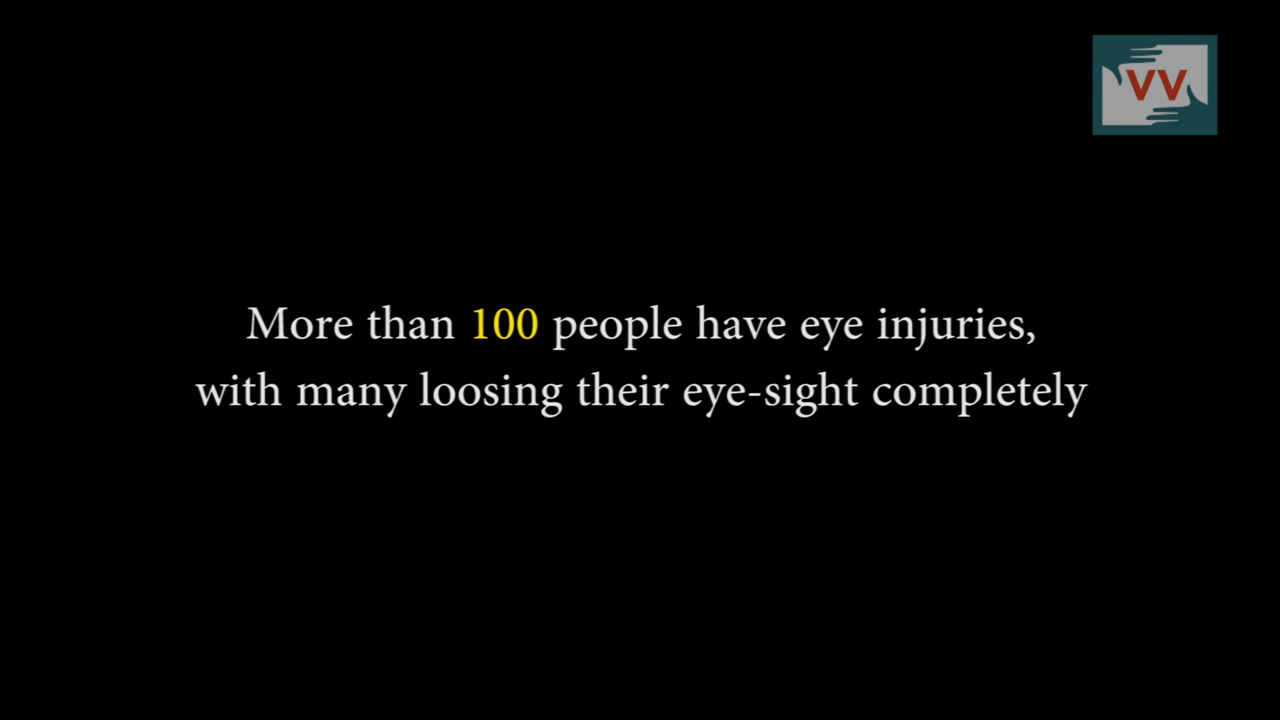 VV
More than 100 people have eye injuries,
with many loosing their eye-sight completely